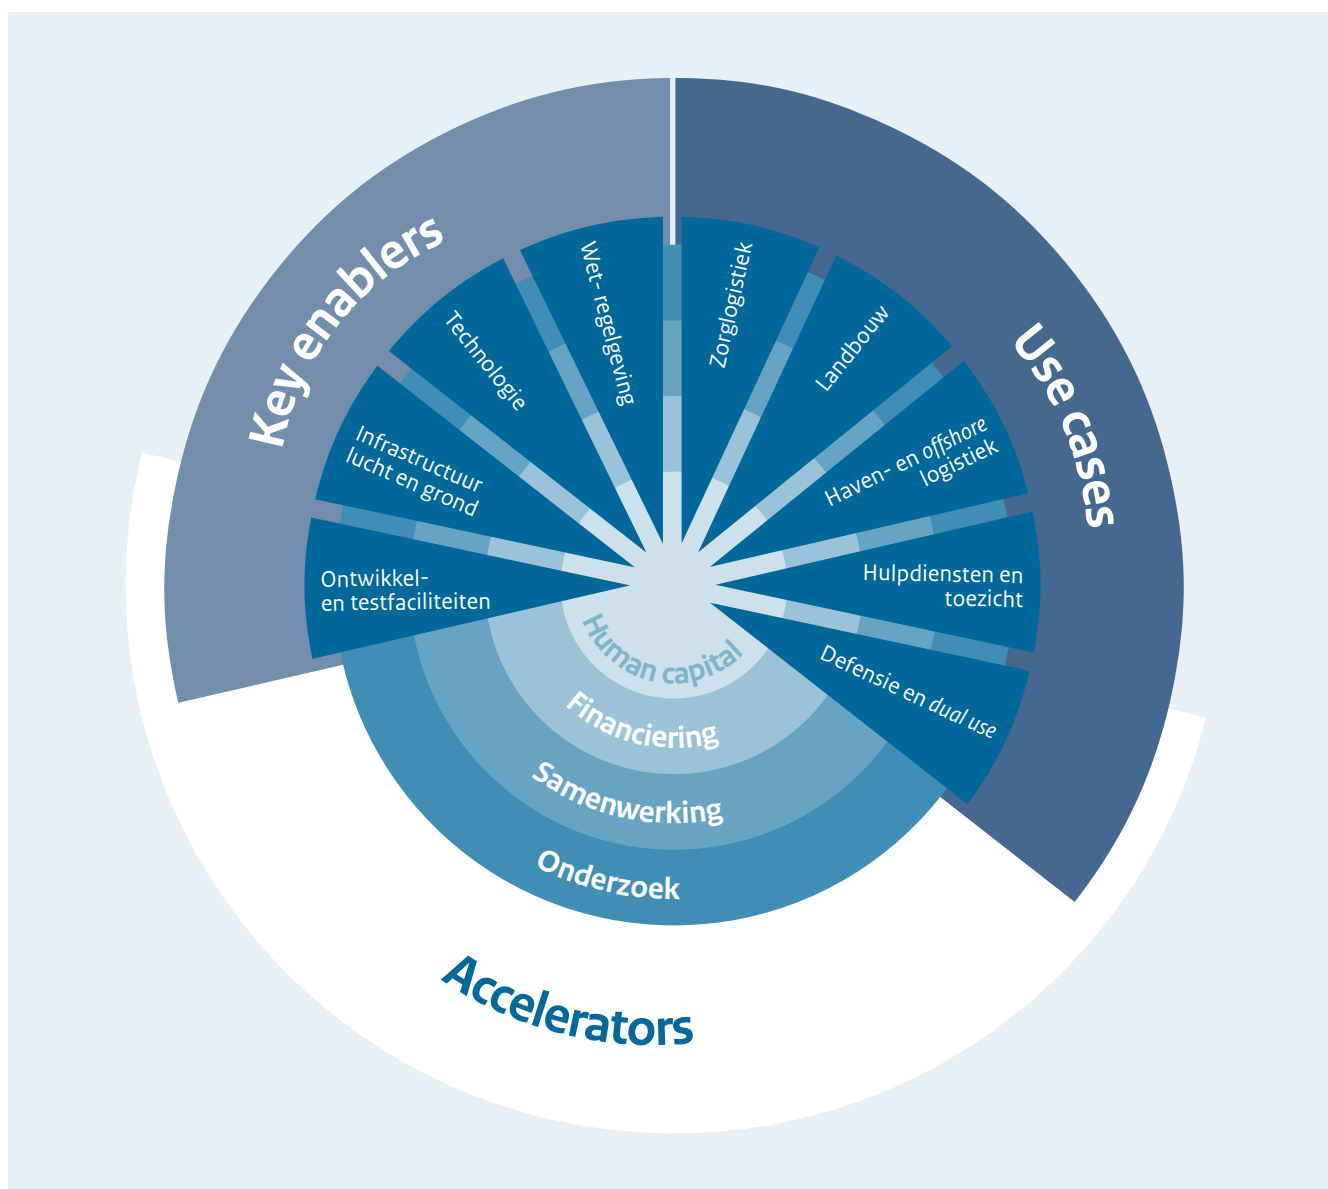 Key enablers
Wet- regelgeving
Technologie
Infrastructuur
lucht en grond
Ontwikkel-
en testfaciliteiten
Use cases
Zorglogistiek
Landbouw
Haven- en offshore
logistiek
Hulpdiensten en
toezicht
Defensie en dual use
Human capital
Financiering
Samenwerking
Onderzoek
Accelerators